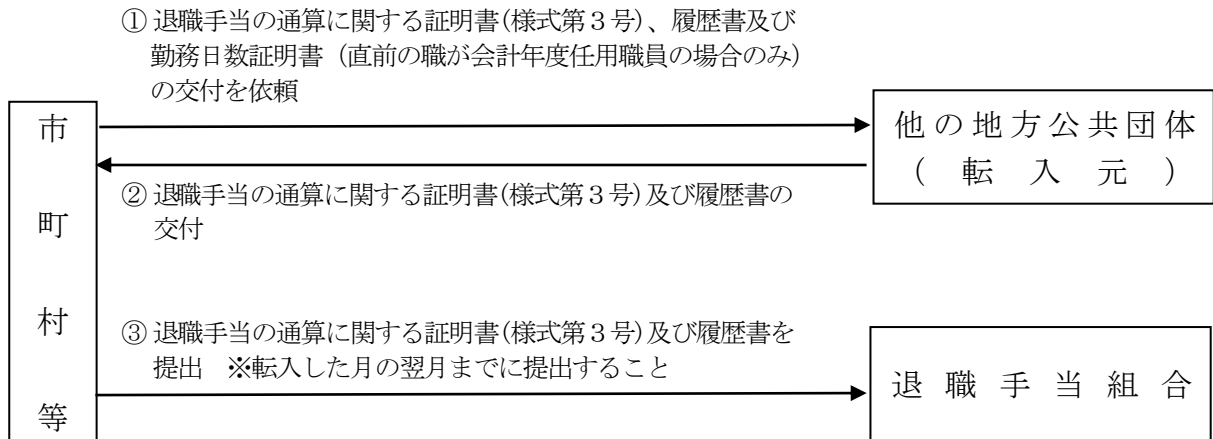 ① 退職手当の通算に関する証明書(様式第3号)、履歴書及び
勤務日数証明書(直前の職が会計年度任用職員の場合のみ)
の交付を依頼
市町村等
他の地方公共団体
(転入元)
② 退職手当の通算に関する証明書(様式第3号)及び履歴書の
交付
③ 退職手当の通算に関する証明書(様式第3号)及び履歴書を
提出 ※転入した月の翌月までに提出すること
退職手当組合